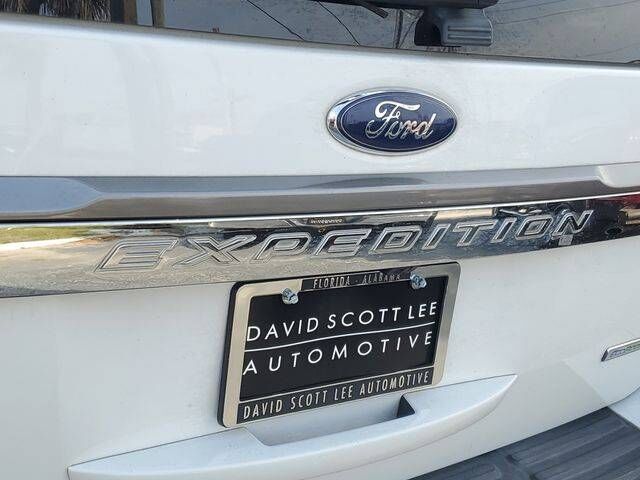 Ford
EXPEDITION
FLORIDA - ALABAMA
DAVID SCOTT LEE
AUTOMOTIVE
DAVID SCOTT LEE AUTOMOTIVE